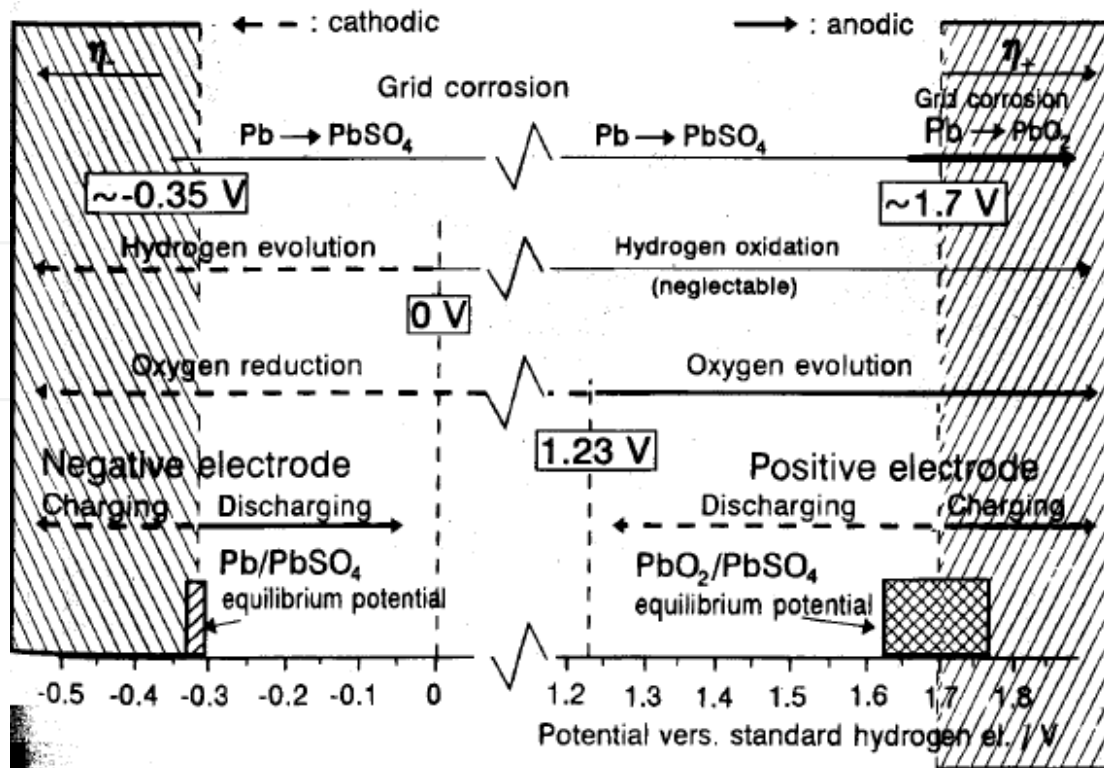 : cathodic
: anodic
η-
η+
Grid corrosion
Grid corrosion
Pb → PbSO4
Pb → PbSO4
Pb → PbO2
~-0.35 V
~1.7 V
Hydrogen evolution
Hydrogen oxidation
(neglectable)
0 V
Oxygen reduction
Oxygen evolution
1.23 V
Negative electrode
Positive electrode
Charging
Discharging
Discharging
Charging
Pb/PbSO4
equilibrium potential
PbO2/PbSO4
equilibrium potential
-0.5 -0.4 -0.3 -0.2 -0.1 0 1.2 1.3 1.4 1.5 1.6 1.7 1.8
Potential vers. standard hydrogen el. / V